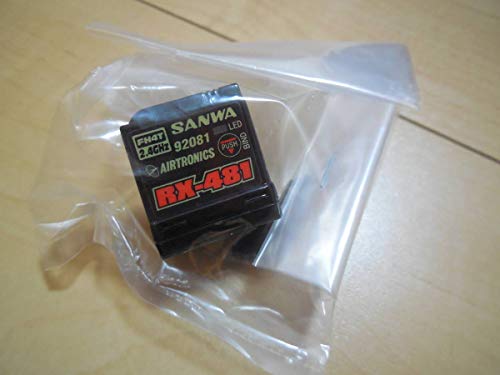 FH4T SANWA
2.4GHz 92081 LED
AIRTRONICS PUSH BIND
RX-481